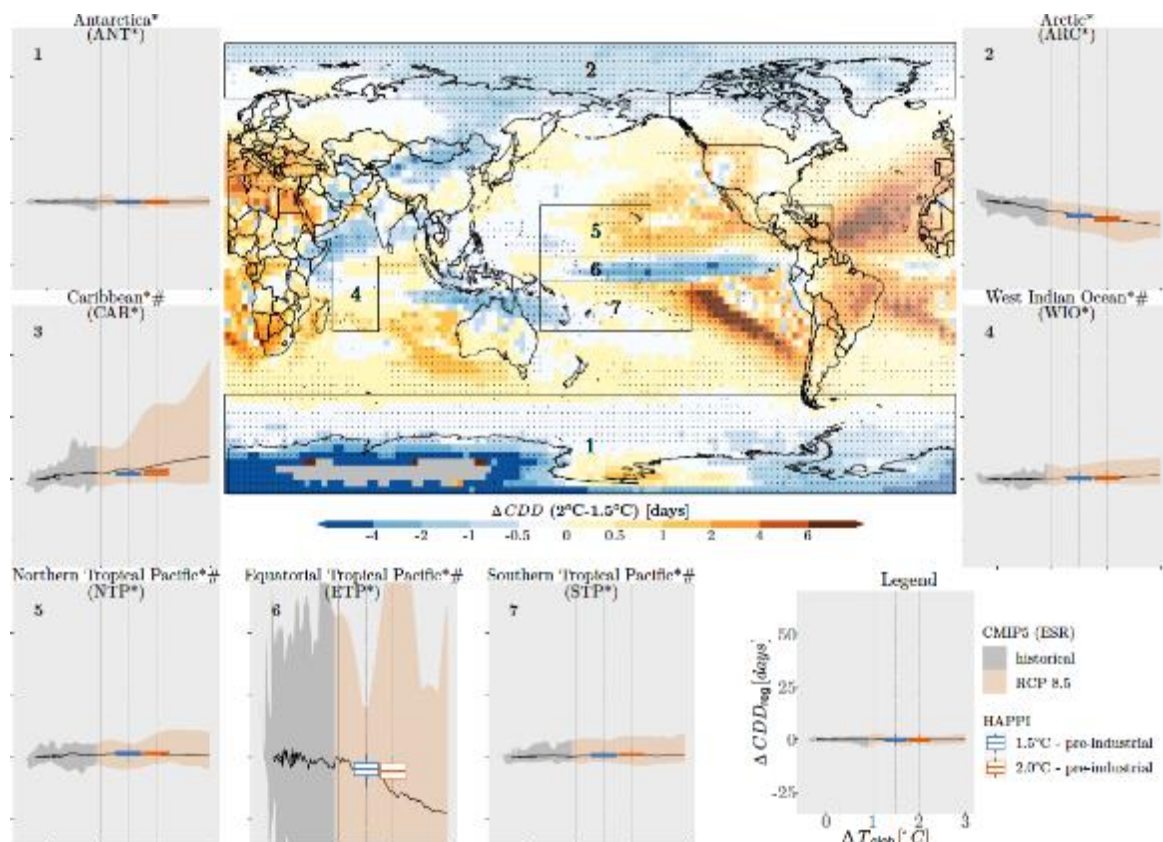 Antarctica*
(ANT*)
1
Arctic*
(ARC*)
2
2
5
3
6
4
7
1
Caribbean*#
(CAR*)
3
West Indian Ocean*#
(WIO*)
4
Δ CDD (2°C-1.5°C) [days]
-4 -2 -1 -0.5 0 0.5 1 2 4 6
Northern Tropical Pacific*#
(NTP*)
5
Equatorial Tropical Pacific*#
(ETP*)
6
Southern Tropical Pacific*#
(STP*)
7
Legend
50
25
0
-25
Δ CDDreg [days]
0 1 2 3
Δ Tglob [°C]
CMIP5 (ESR)
historical
RCP 8.5
HAPPI
1.5°C - pre-industrial
2.0°C - pre-industrial